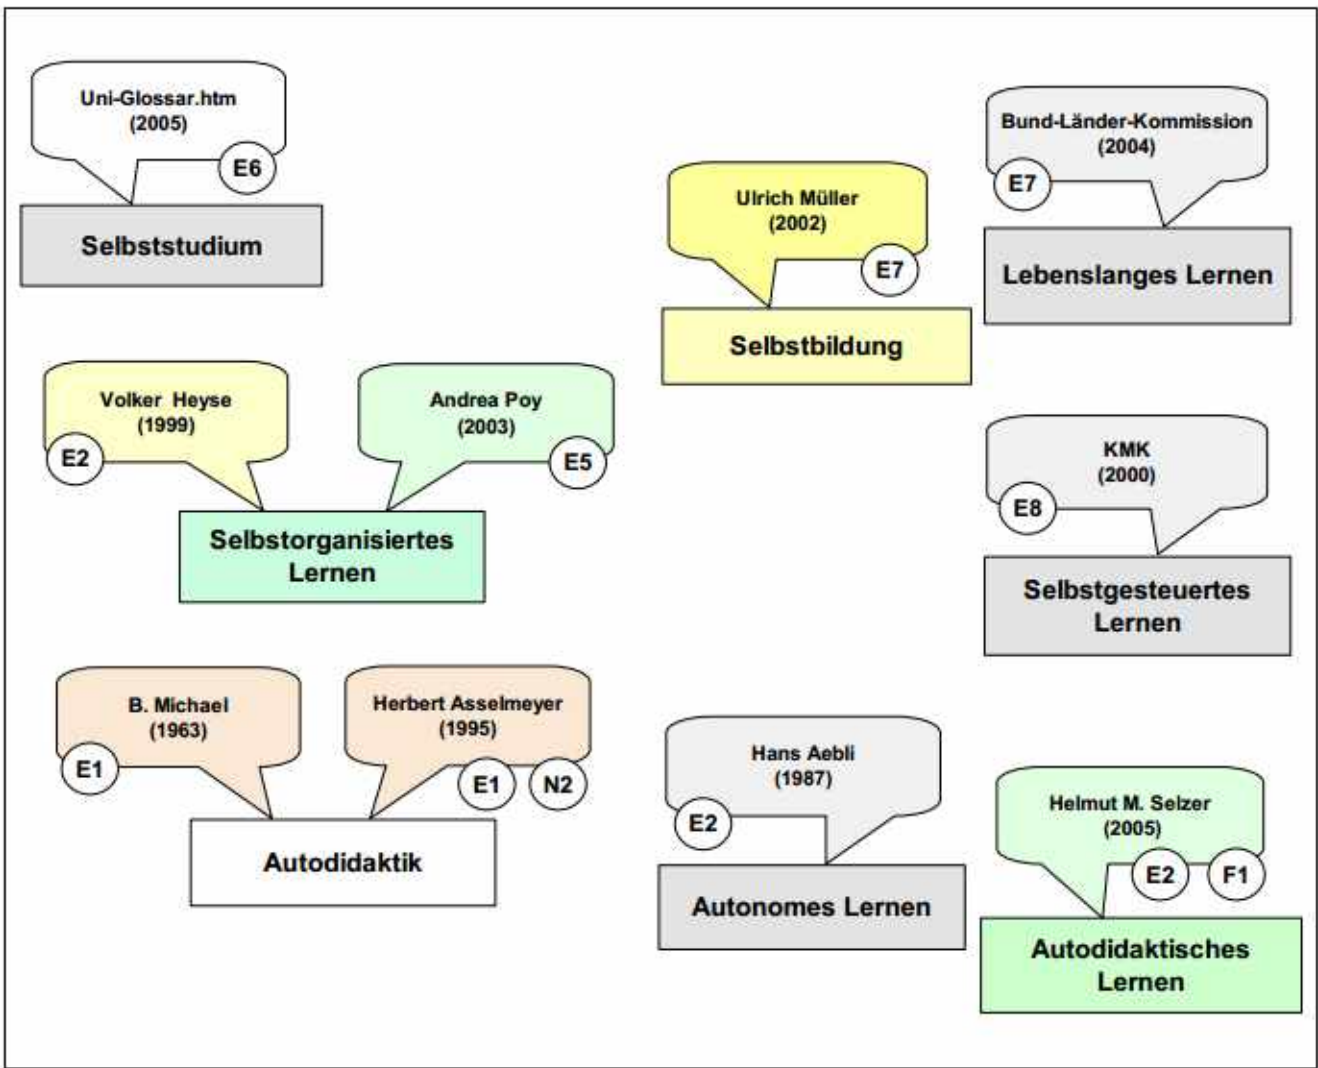 Uni-Glossar.htm
(2005)
E6
Selbststudium
Bund-Länder-Kommission
(2004)
E7
Lebenslanges Lernen
Ulrich Müller
(2002)
E7
Selbstbildung
Volker Heyse
(1999)
E2
Andrea Poy
(2003)
E5
Selbstorganisiertes
Lernen
KMK
(2000)
E8
Selbstgesteuertes
Lernen
B. Michael
(1963)
E1
Herbert Asselmeyer
(1995)
E1
N2
Autodidaktik
Hans Aebli
(1987)
E2
Autonomes Lernen
Helmut M. Selzer
(2005)
E2
F1
Autodidaktisches
Lernen